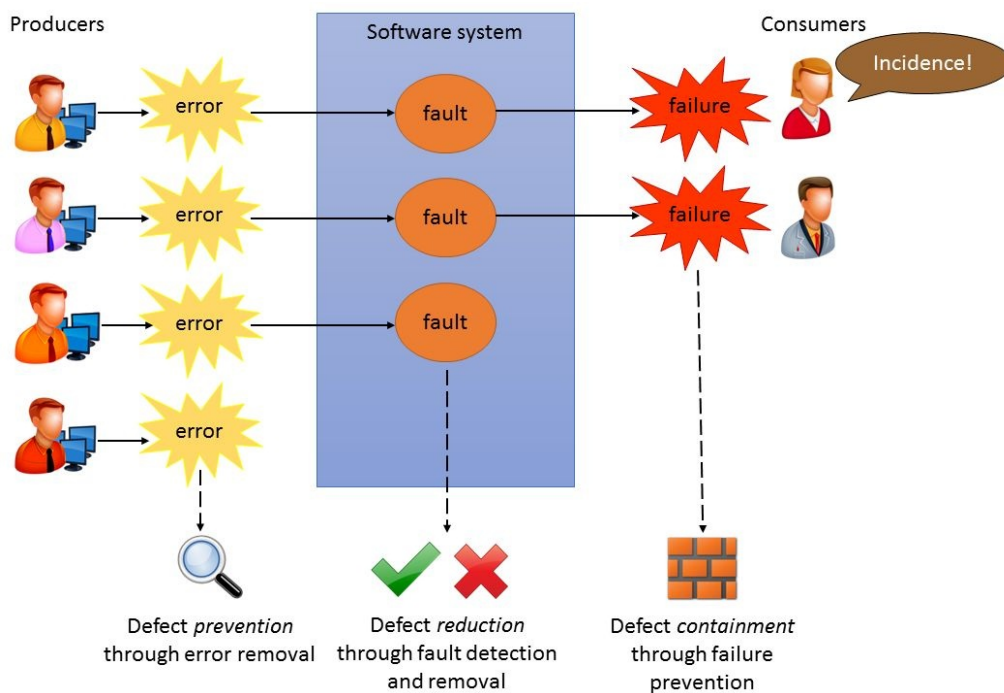 Producers
Software system
Consumers
Incidence!
error
fault
failure
error
fault
failure
error
fault
error
Defect prevention
through error removal
Defect reduction
through fault detection
and removal
Defect containment
through failure
prevention